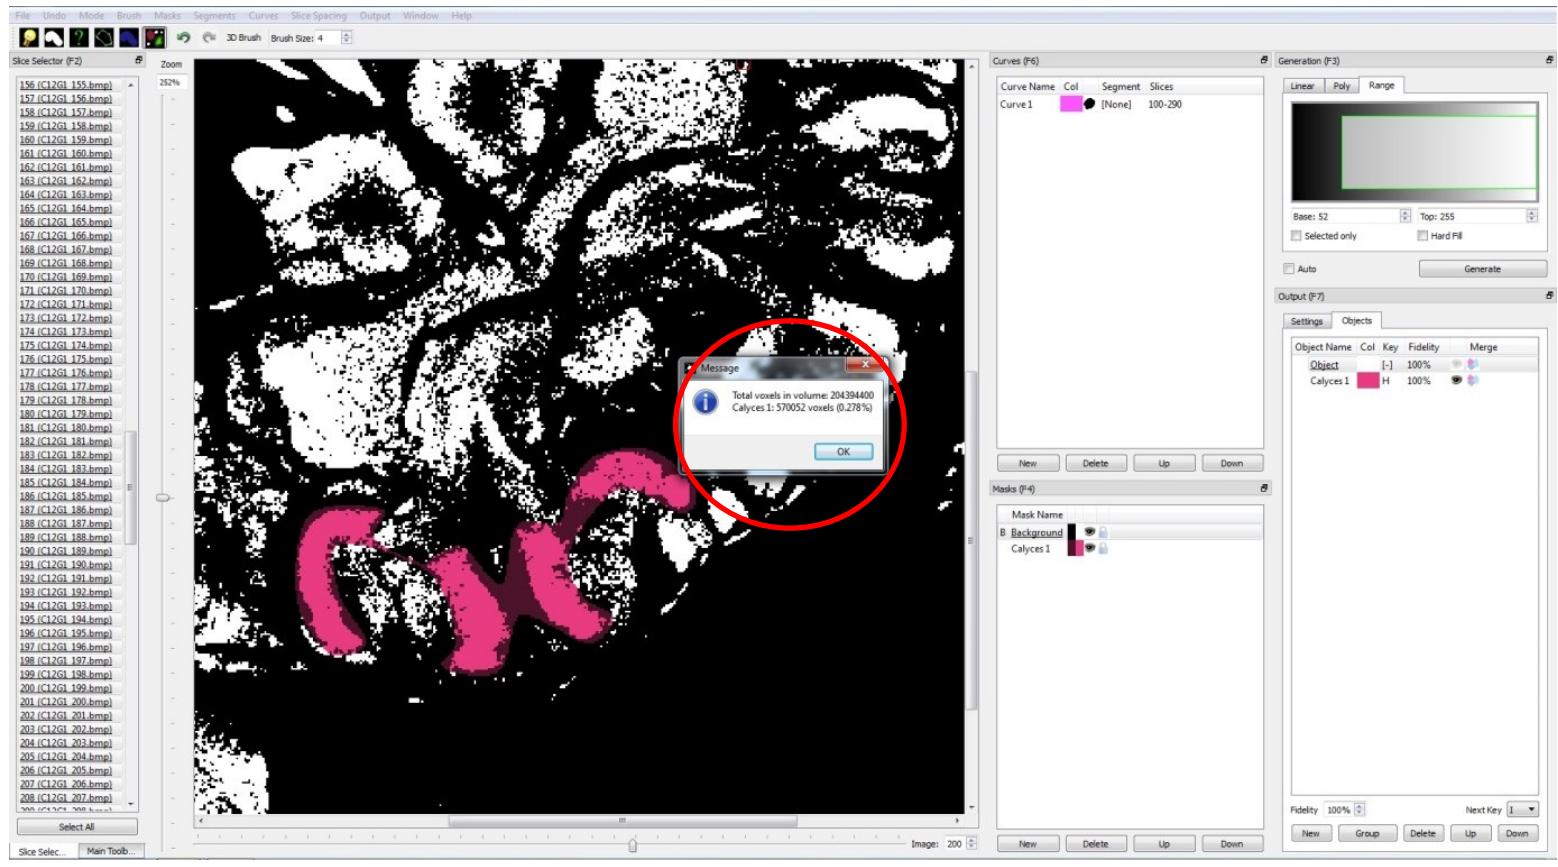 File Undo Mode Brush Masks Segments Curves Slice Spacing Output Window Help
3D Brush Brush Size: 4
Slice Selector (F2)
156 (C12G1 155.bmp)
157 (C12G1 156.bmp)
158 (C12G1 157.bmp)
159 (C12G1 158.bmp)
160 (C12G1 159.bmp)
161 (C12G1 160.bmp)
162 (C12G1 161.bmp)
163 (C12G1 162.bmp)
164 (C12G1 163.bmp)
165 (C12G1 164.bmp)
166 (C12G1 165.bmp)
167 (C12G1 166.bmp)
168 (C12G1 167.bmp)
169 (C12G1 168.bmp)
170 (C12G1 169.bmp)
171 (C12G1 170.bmp)
172 (C12G1 171.bmp)
173 (C12G1 172.bmp)
174 (C12G1 173.bmp)
175 (C12G1 174.bmp)
176 (C12G1 175.bmp)
177 (C12G1 176.bmp)
178 (C12G1 177.bmp)
179 (C12G1 178.bmp)
180 (C12G1 179.bmp)
181 (C12G1 180.bmp)
182 (C12G1 181.bmp)
183 (C12G1 182.bmp)
184 (C12G1 183.bmp)
185 (C12G1 184.bmp)
186 (C12G1 185.bmp)
187 (C12G1 186.bmp)
188 (C12G1 187.bmp)
189 (C12G1 188.bmp)
190 (C12G1 189.bmp)
191 (C12G1 190.bmp)
192 (C12G1 191.bmp)
193 (C12G1 192.bmp)
194 (C12G1 193.bmp)
195 (C12G1 194.bmp)
196 (C12G1 195.bmp)
197 (C12G1 196.bmp)
198 (C12G1 197.bmp)
199 (C12G1 198.bmp)
200 (C12G1 199.bmp)
201 (C12G1 200.bmp)
202 (C12G1 201.bmp)
203 (C12G1 202.bmp)
204 (C12G1 203.bmp)
205 (C12G1 204.bmp)
206 (C12G1 205.bmp)
207 (C12G1 206.bmp)
208 (C12G1 207.bmp)
Select All
Slice Selec... Main Toolb...
Zoom
252%
Message
Total voxels in volume: 204394400
Calyces 1: 570052 voxels (0.278%)
OK
Image: 200
Curves (F6)
Curve Name Col Segment Slices
Curve 1 [None] 100-290
New Delete Up Down
Masks (F4)
Mask Name
B Background
Calyces 1
New Delete Up Down
Generation (F3)
Linear Poly Range
Base: 52 Top: 255
Selected only Hard Fill
Auto Generate
Output (F7)
Settings Objects
Object Name Col Key Fidelity Merge
Object [-] 100%
Calyces 1 H 100%
Fidelity 100% Next Key I
New Group Delete Up Down